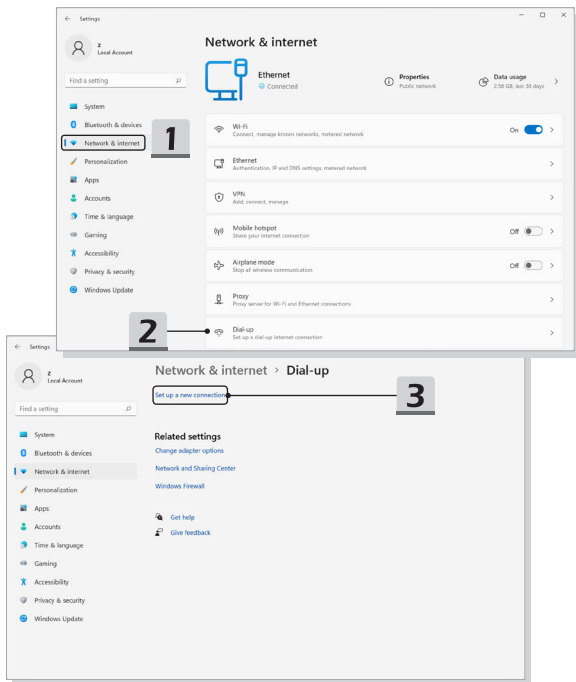 ← Settings
z
Local Account
Find a setting
System
Bluetooth & devices
Network & internet
Personalization
Apps
Accounts
Time & language
Gaming
Accessibility
Privacy & security
Windows Update
1
Network & internet
Ethernet
Connected
Properties
Public network
Data usage
2.58 GB, last 30 days
Wi-Fi
Connect, manage known networks, metered network
On
Ethernet
Authentication, IP and DNS settings, metered network
VPN
Add, connect, manage
Mobile hotspot
Share your internet connection
Off
Airplane mode
Stop all wireless communication
Off
Proxy
Proxy server for Wi-Fi and Ethernet connections
2
Dial-up
Set up a dial-up internet connection
← Settings
z
Local Account
Find a setting
System
Bluetooth & devices
Network & internet
Personalization
Apps
Accounts
Time & language
Gaming
Accessibility
Privacy & security
Windows Update
Network & internet > Dial-up
Set up a new connection
3
Related settings
Change adapter options
Network and Sharing Center
Windows Firewall
Get help
Give feedback